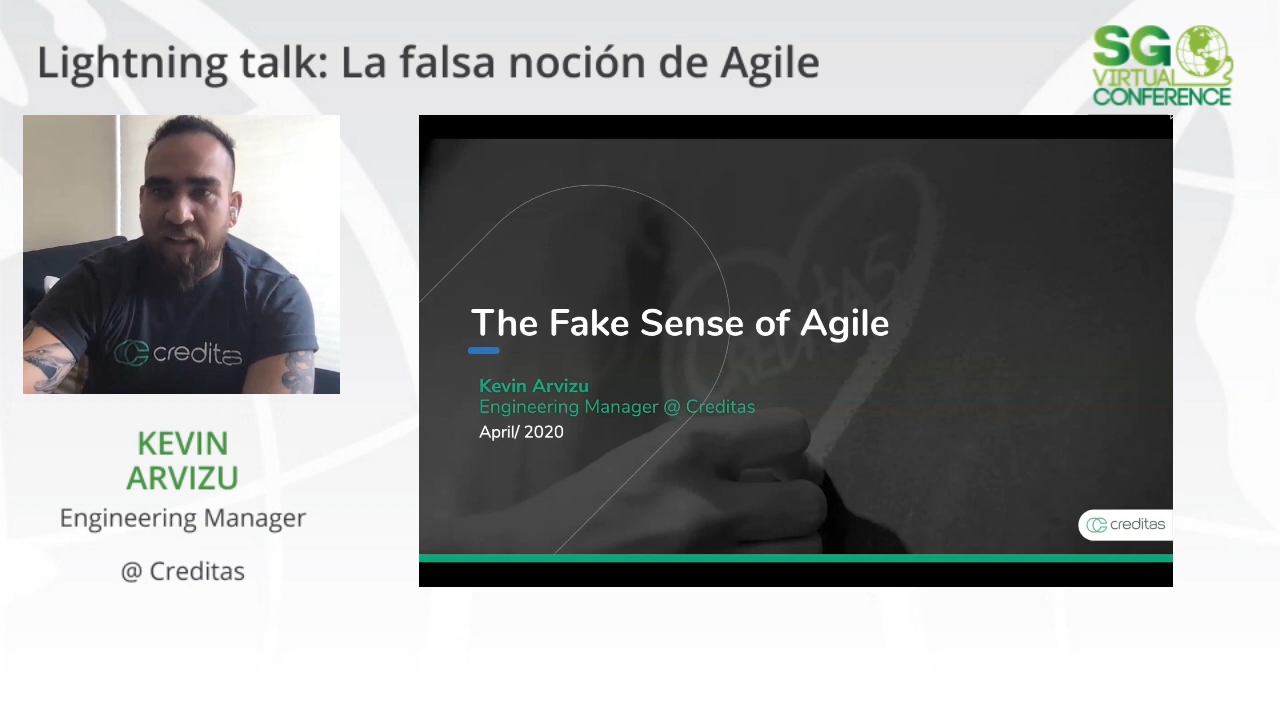 Lightning talk: La falsa noción de Agile
SG
VIRTUAL
CONFERENCE
creditas
KEVIN
ARVIZU
Engineering Manager
@ Creditas
CREDITAS
The Fake Sense of Agile
Kevin Arvizu
Engineering Manager @ Creditas
April/ 2020
creditas